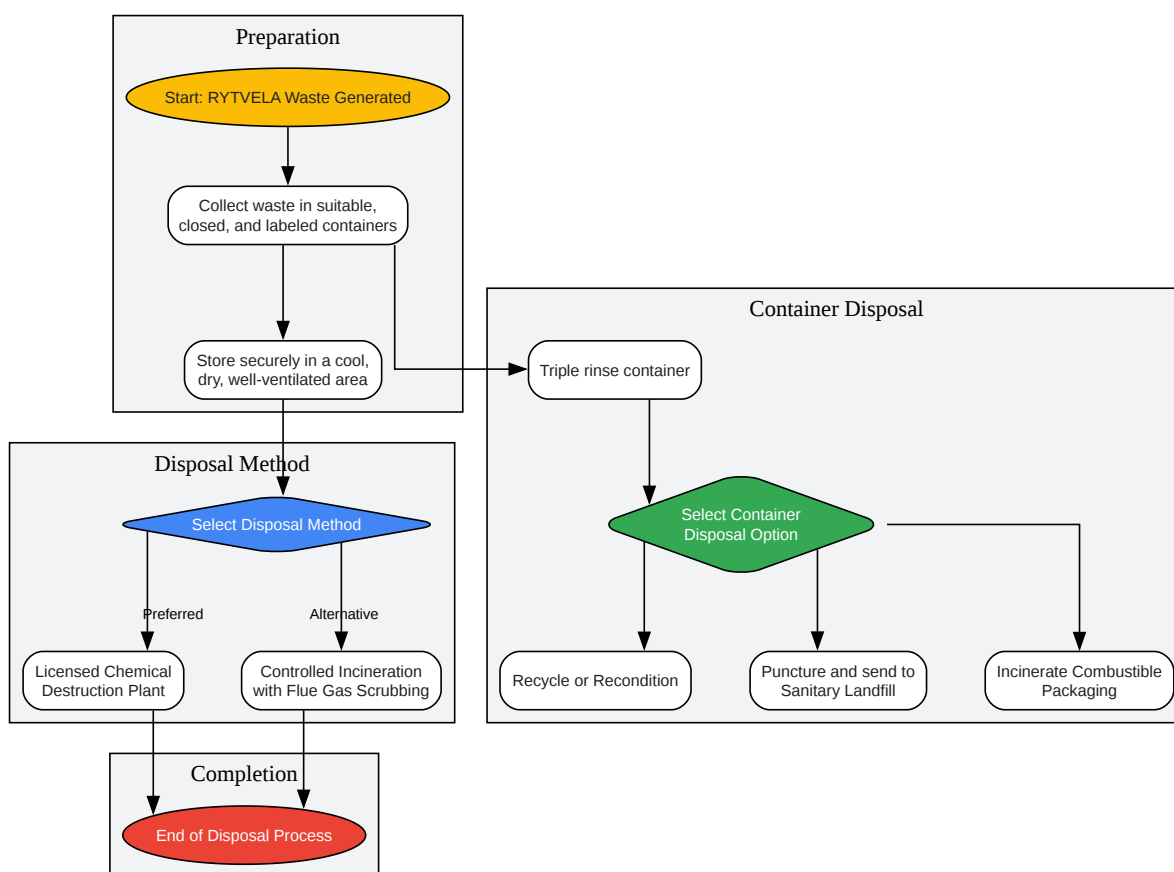 Preparation
Start: RYTVELA Waste Generated
Collect waste in suitable,
closed, and labeled containers
Store securely in a cool,
dry, well-ventilated area
Container Disposal
Triple rinse container
Select Container
Disposal Option
Recycle or Recondition
Puncture and send to
Sanitary Landfill
Incinerate Combustible
Packaging
Disposal Method
Select Disposal Method
Preferred
Alternative
Licensed Chemical
Destruction Plant
Controlled Incineration
with Flue Gas Scrubbing
Completion
End of Disposal Process